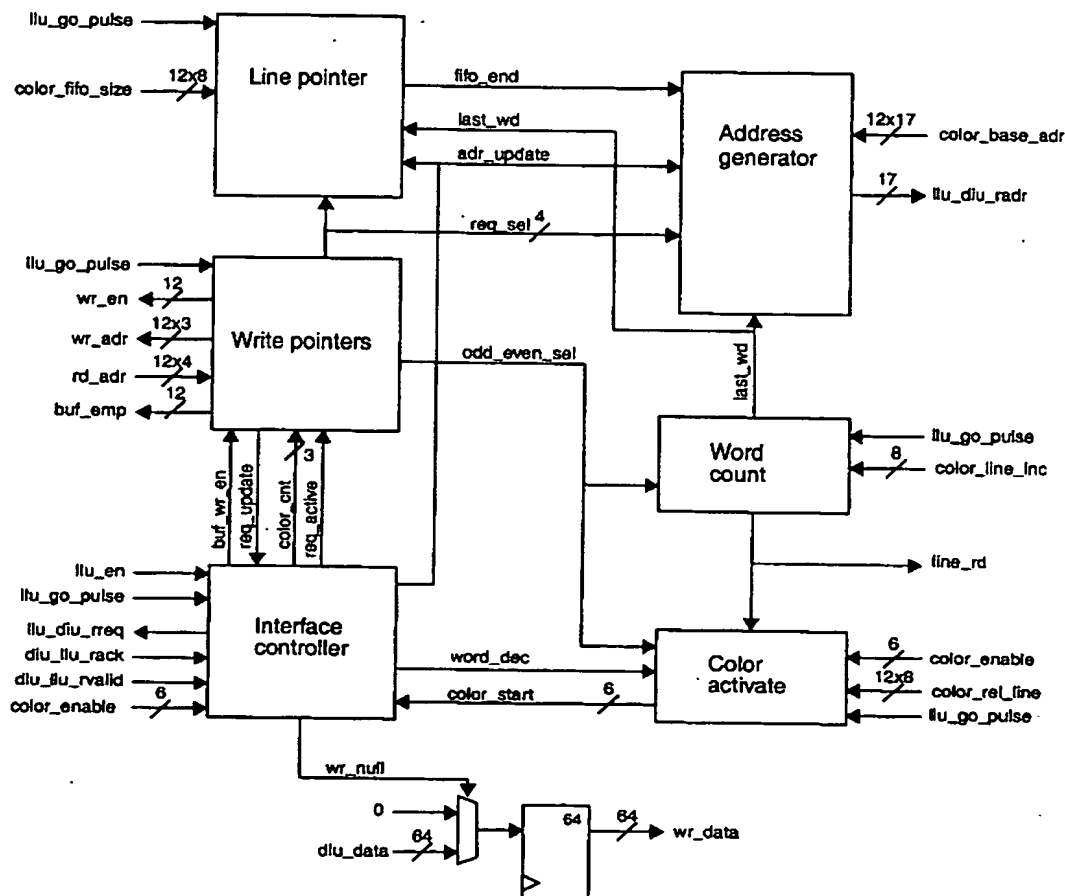 llu_go_pulse
color_fifo_size
12x8
Line pointer
fifo_end
last_wd
adr_update
req_sel
4
Address
generator
12x17
color_base_adr
17
llu_diu_radr
llu_go_pulse
wr_en
12
wr_adr
12x3
rd_adr
12x4
buf_emp
12
Write pointers
odd_even_sel
last_wd
Word
count
llu_go_pulse
8
color_line_inc
buf_wr_en
req_update
color_cnt
3
req_active
line_rd
llu_en
llu_go_pulse
llu_diu_rreq
diu_llu_rack
diu_llu_rvalid
color_enable
6
Interface
controller
word_dec
color_start
6
Color
activate
6
color_enable
12x8
color_rel_line
llu_go_pulse
wr_null
0
diu_data
64
64
64
wr_data